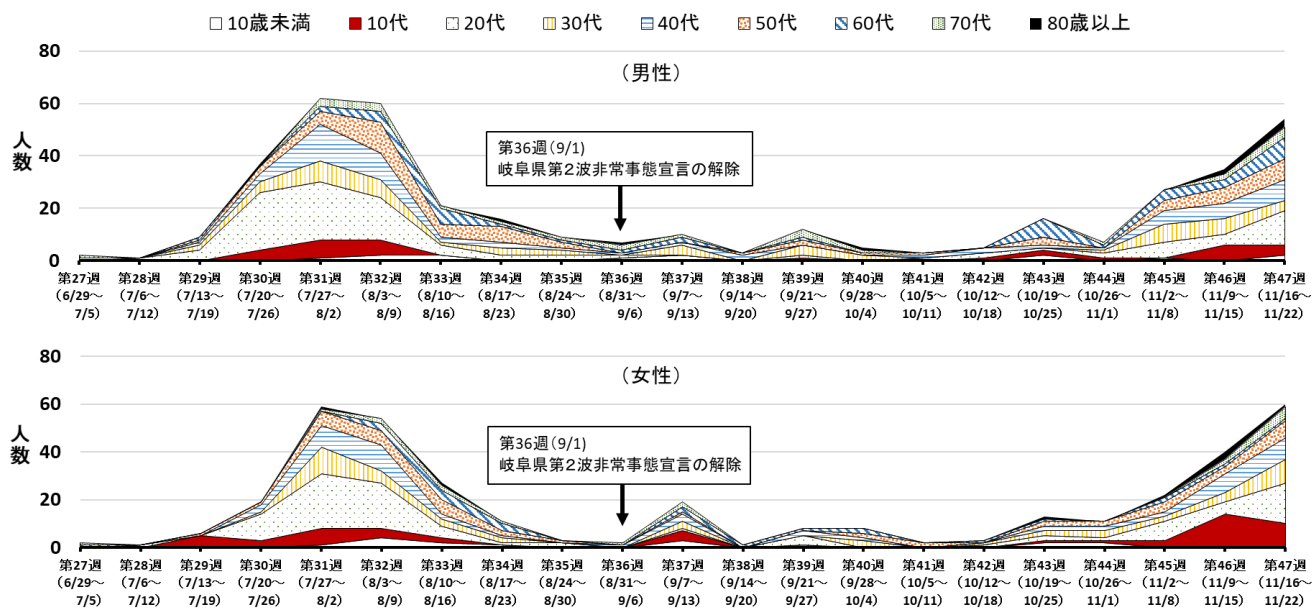 10歳未満 10代 20代 30代 40代 50代 60代 70代 80歳以上
80
60
40
20
0
人数
（男性）
第36週（9/1）
岐阜県第２波非常事態宣言の解除
第27週 第28週 第29週 第30週 第31週 第32週 第33週 第34週 第35週 第36週 第37週 第38週 第39週 第40週 第41週 第42週 第43週 第44週 第45週 第46週 第47週
（6/29～ （7/6～ （7/13～ （7/20～ （7/27～ （8/3～ （8/10～ （8/17～ （8/24～ （8/31～ （9/7～ （9/14～ （9/21～ （9/28～ （10/5～ （10/12～ （10/19～ （10/26～ （11/2～ （11/9～ （11/16～
7/5） 7/12） 7/19） 7/26） 8/2） 8/9） 8/16） 8/23） 8/30） 9/6） 9/13） 9/20） 9/27） 10/4） 10/11） 10/18） 10/25） 11/1） 11/8） 11/15） 11/22）
80
60
40
20
0
人数
（女性）
第36週（9/1）
岐阜県第２波非常事態宣言の解除
第27週 第28週 第29週 第30週 第31週 第32週 第33週 第34週 第35週 第36週 第37週 第38週 第39週 第40週 第41週 第42週 第43週 第44週 第45週 第46週 第47週
（6/29～ （7/6～ （7/13～ （7/20～ （7/27～ （8/3～ （8/10～ （8/17～ （8/24～ （8/31～ （9/7～ （9/14～ （9/21～ （9/28～ （10/5～ （10/12～ （10/19～ （10/26～ （11/2～ （11/9～ （11/16～
7/5） 7/12） 7/19） 7/26） 8/2） 8/9） 8/16） 8/23） 8/30） 9/6） 9/13） 9/20） 9/27） 10/4） 10/11） 10/18） 10/25） 11/1） 11/8） 11/15） 11/22）